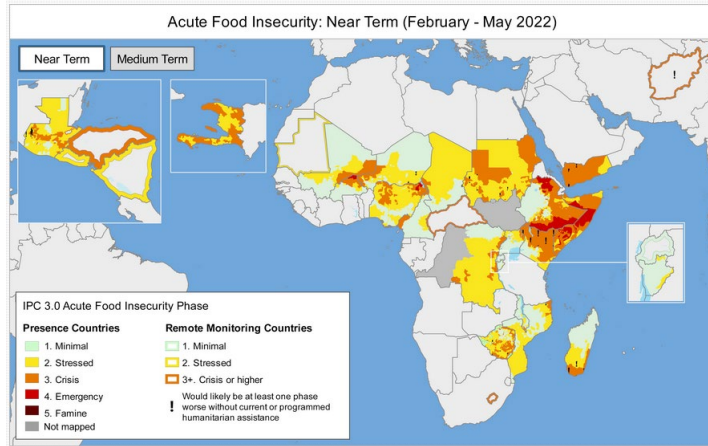 Acute Food Insecurity: Near Term (February - May 2022)
Near Term
Medium Term
!
IPC 3.0 Acute Food Insecurity Phase
Presence Countries
1. Minimal
2. Stressed
3. Crisis
4. Emergency
5. Famine
Not mapped
Remote Monitoring Countries
1. Minimal
2. Stressed
3+. Crisis or higher
! Would likely be at least one phase
worse without current or programmed
humanitarian assistance